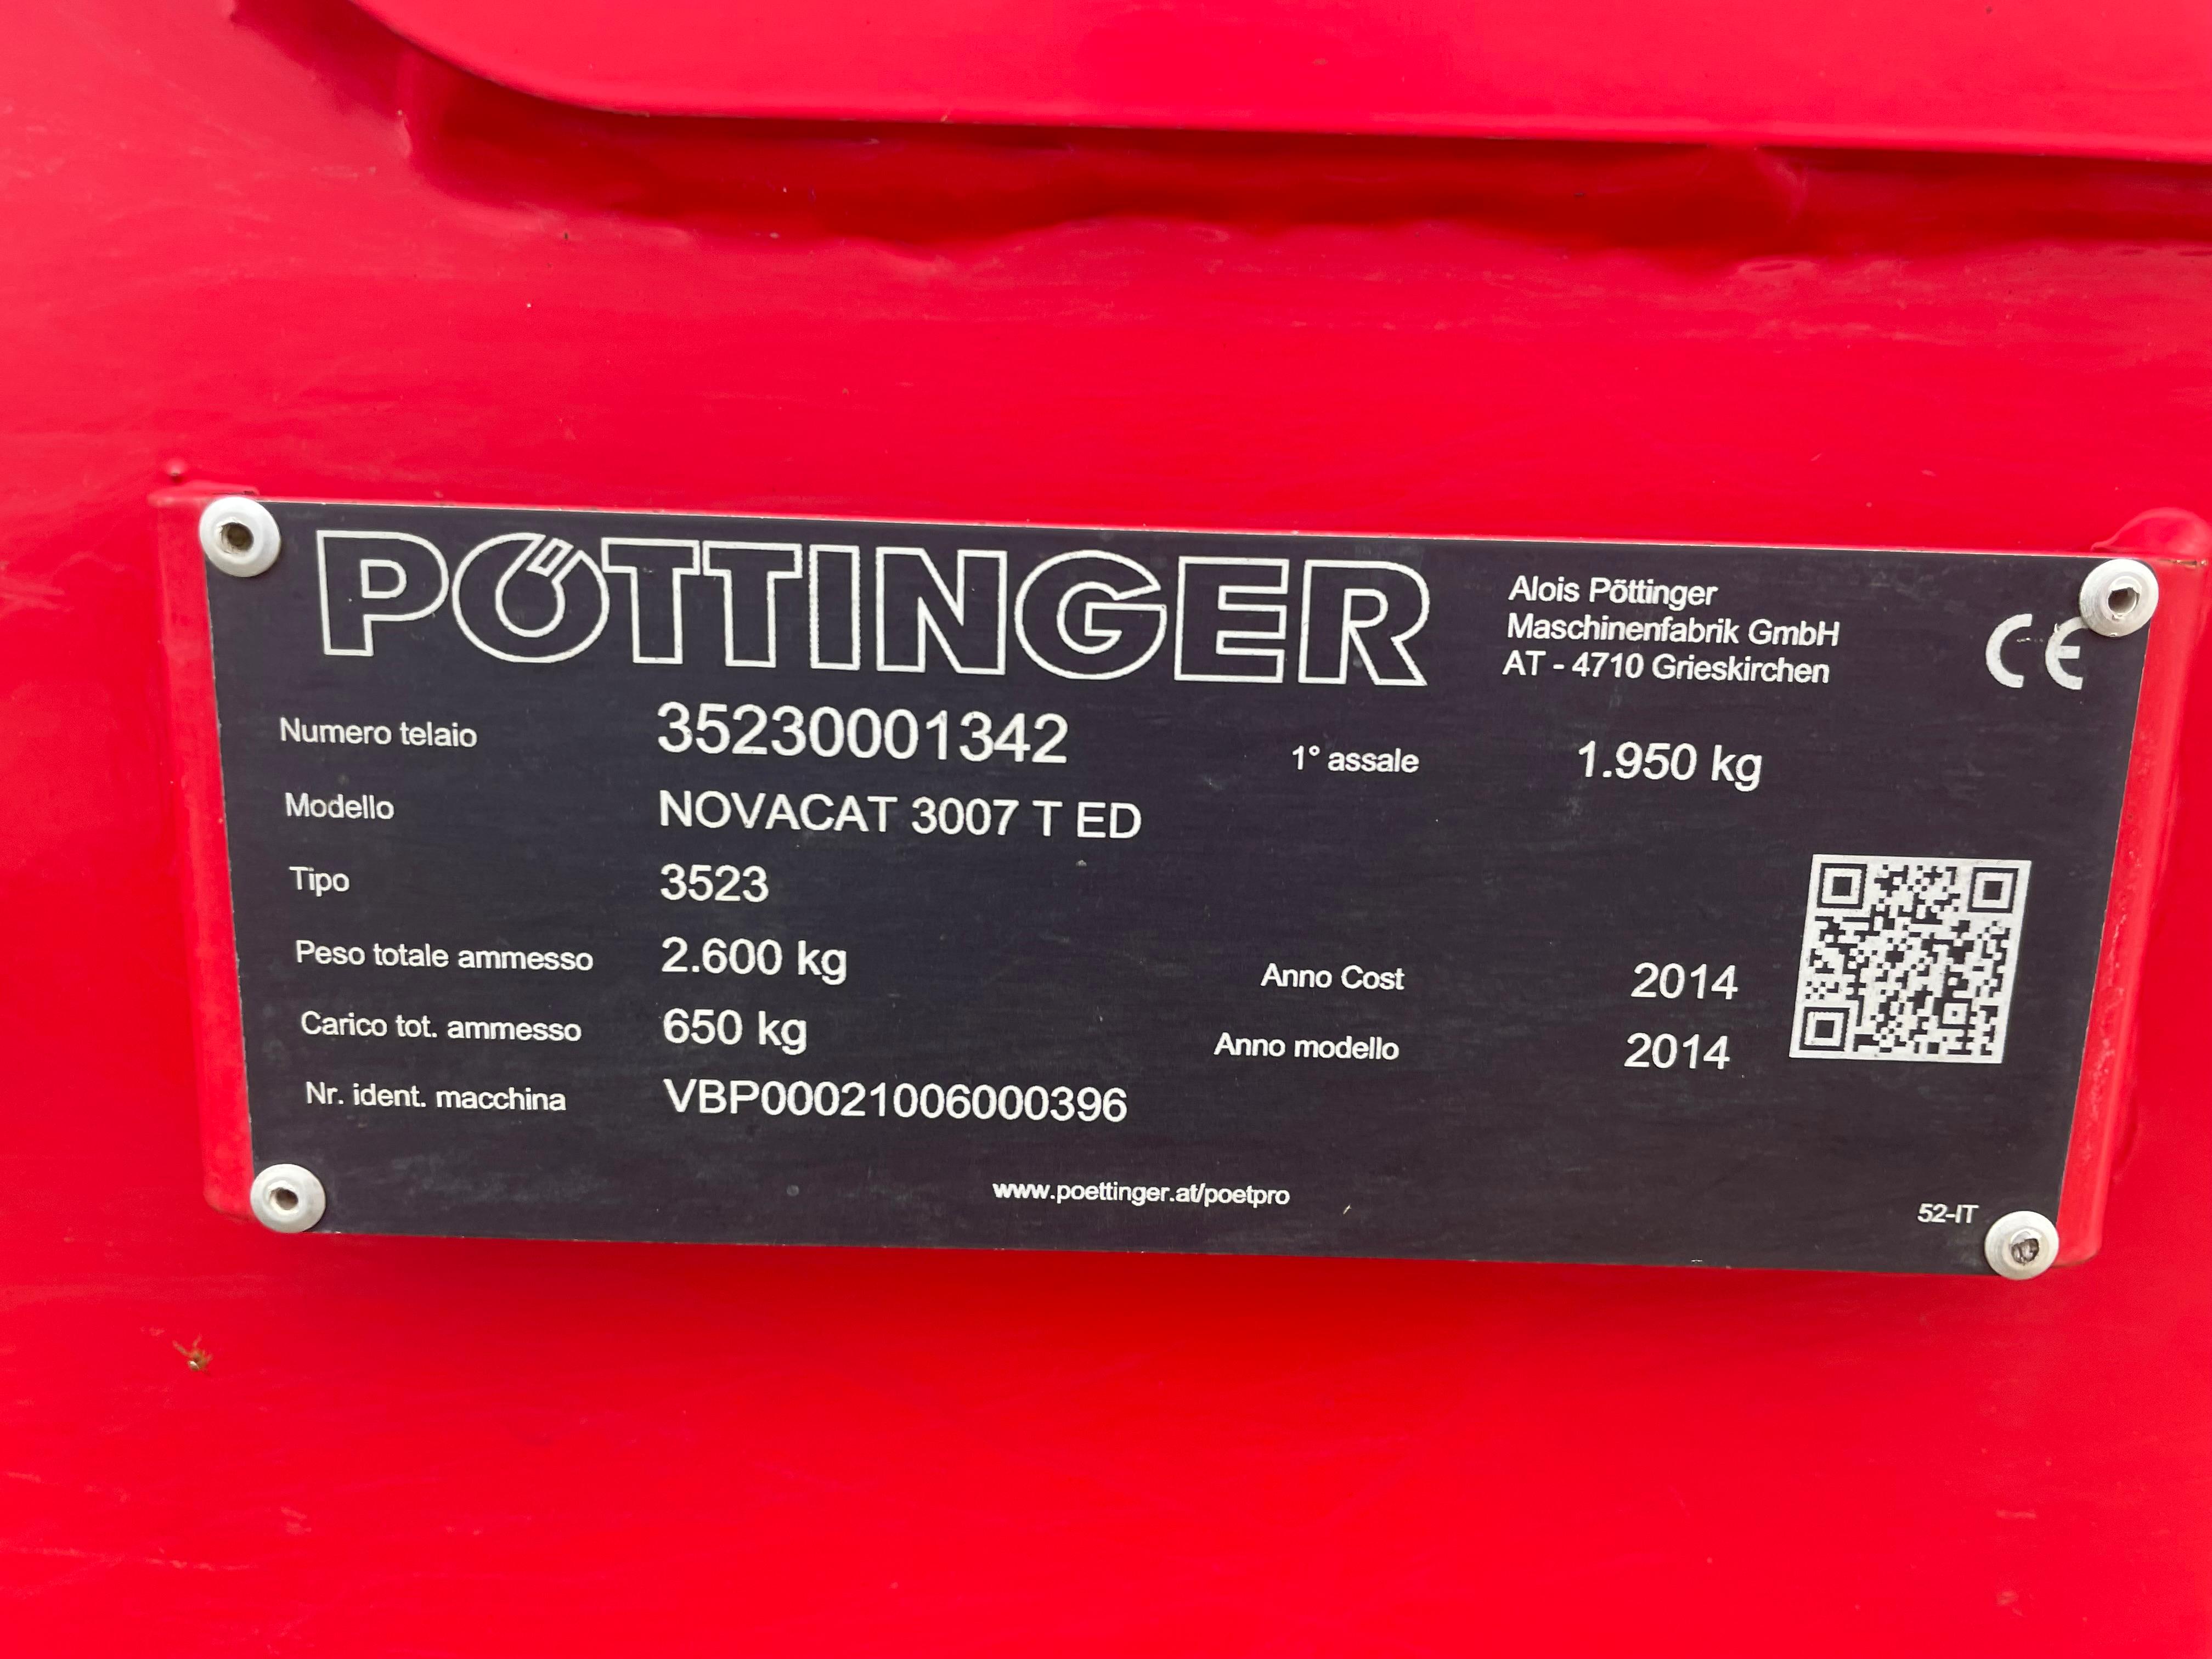 PÖTTINGER
Alois Pöttinger
Maschinenfabrik GmbH
AT - 4710 Grieskirchen
CE
Numero telaio 35230001342 1° assale 1.950 kg
Modello NOVACAT 3007 T ED
Tipo 3523
Peso totale ammesso 2.600 kg Anno Cost 2014
Carico tot. ammesso 650 kg Anno modello 2014
Nr. ident. macchina VBP00021006000396
www.poettinger.at/poetpro
52-IT